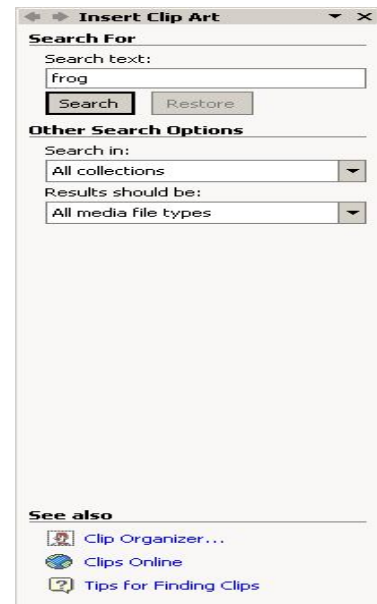 Insert Clip Art
Search For
Search text:
frog
Search Restore
Other Search Options
Search in:
All collections
Results should be:
All media file types
See also
Clip Organizer...
Clips Online
Tips for Finding Clips